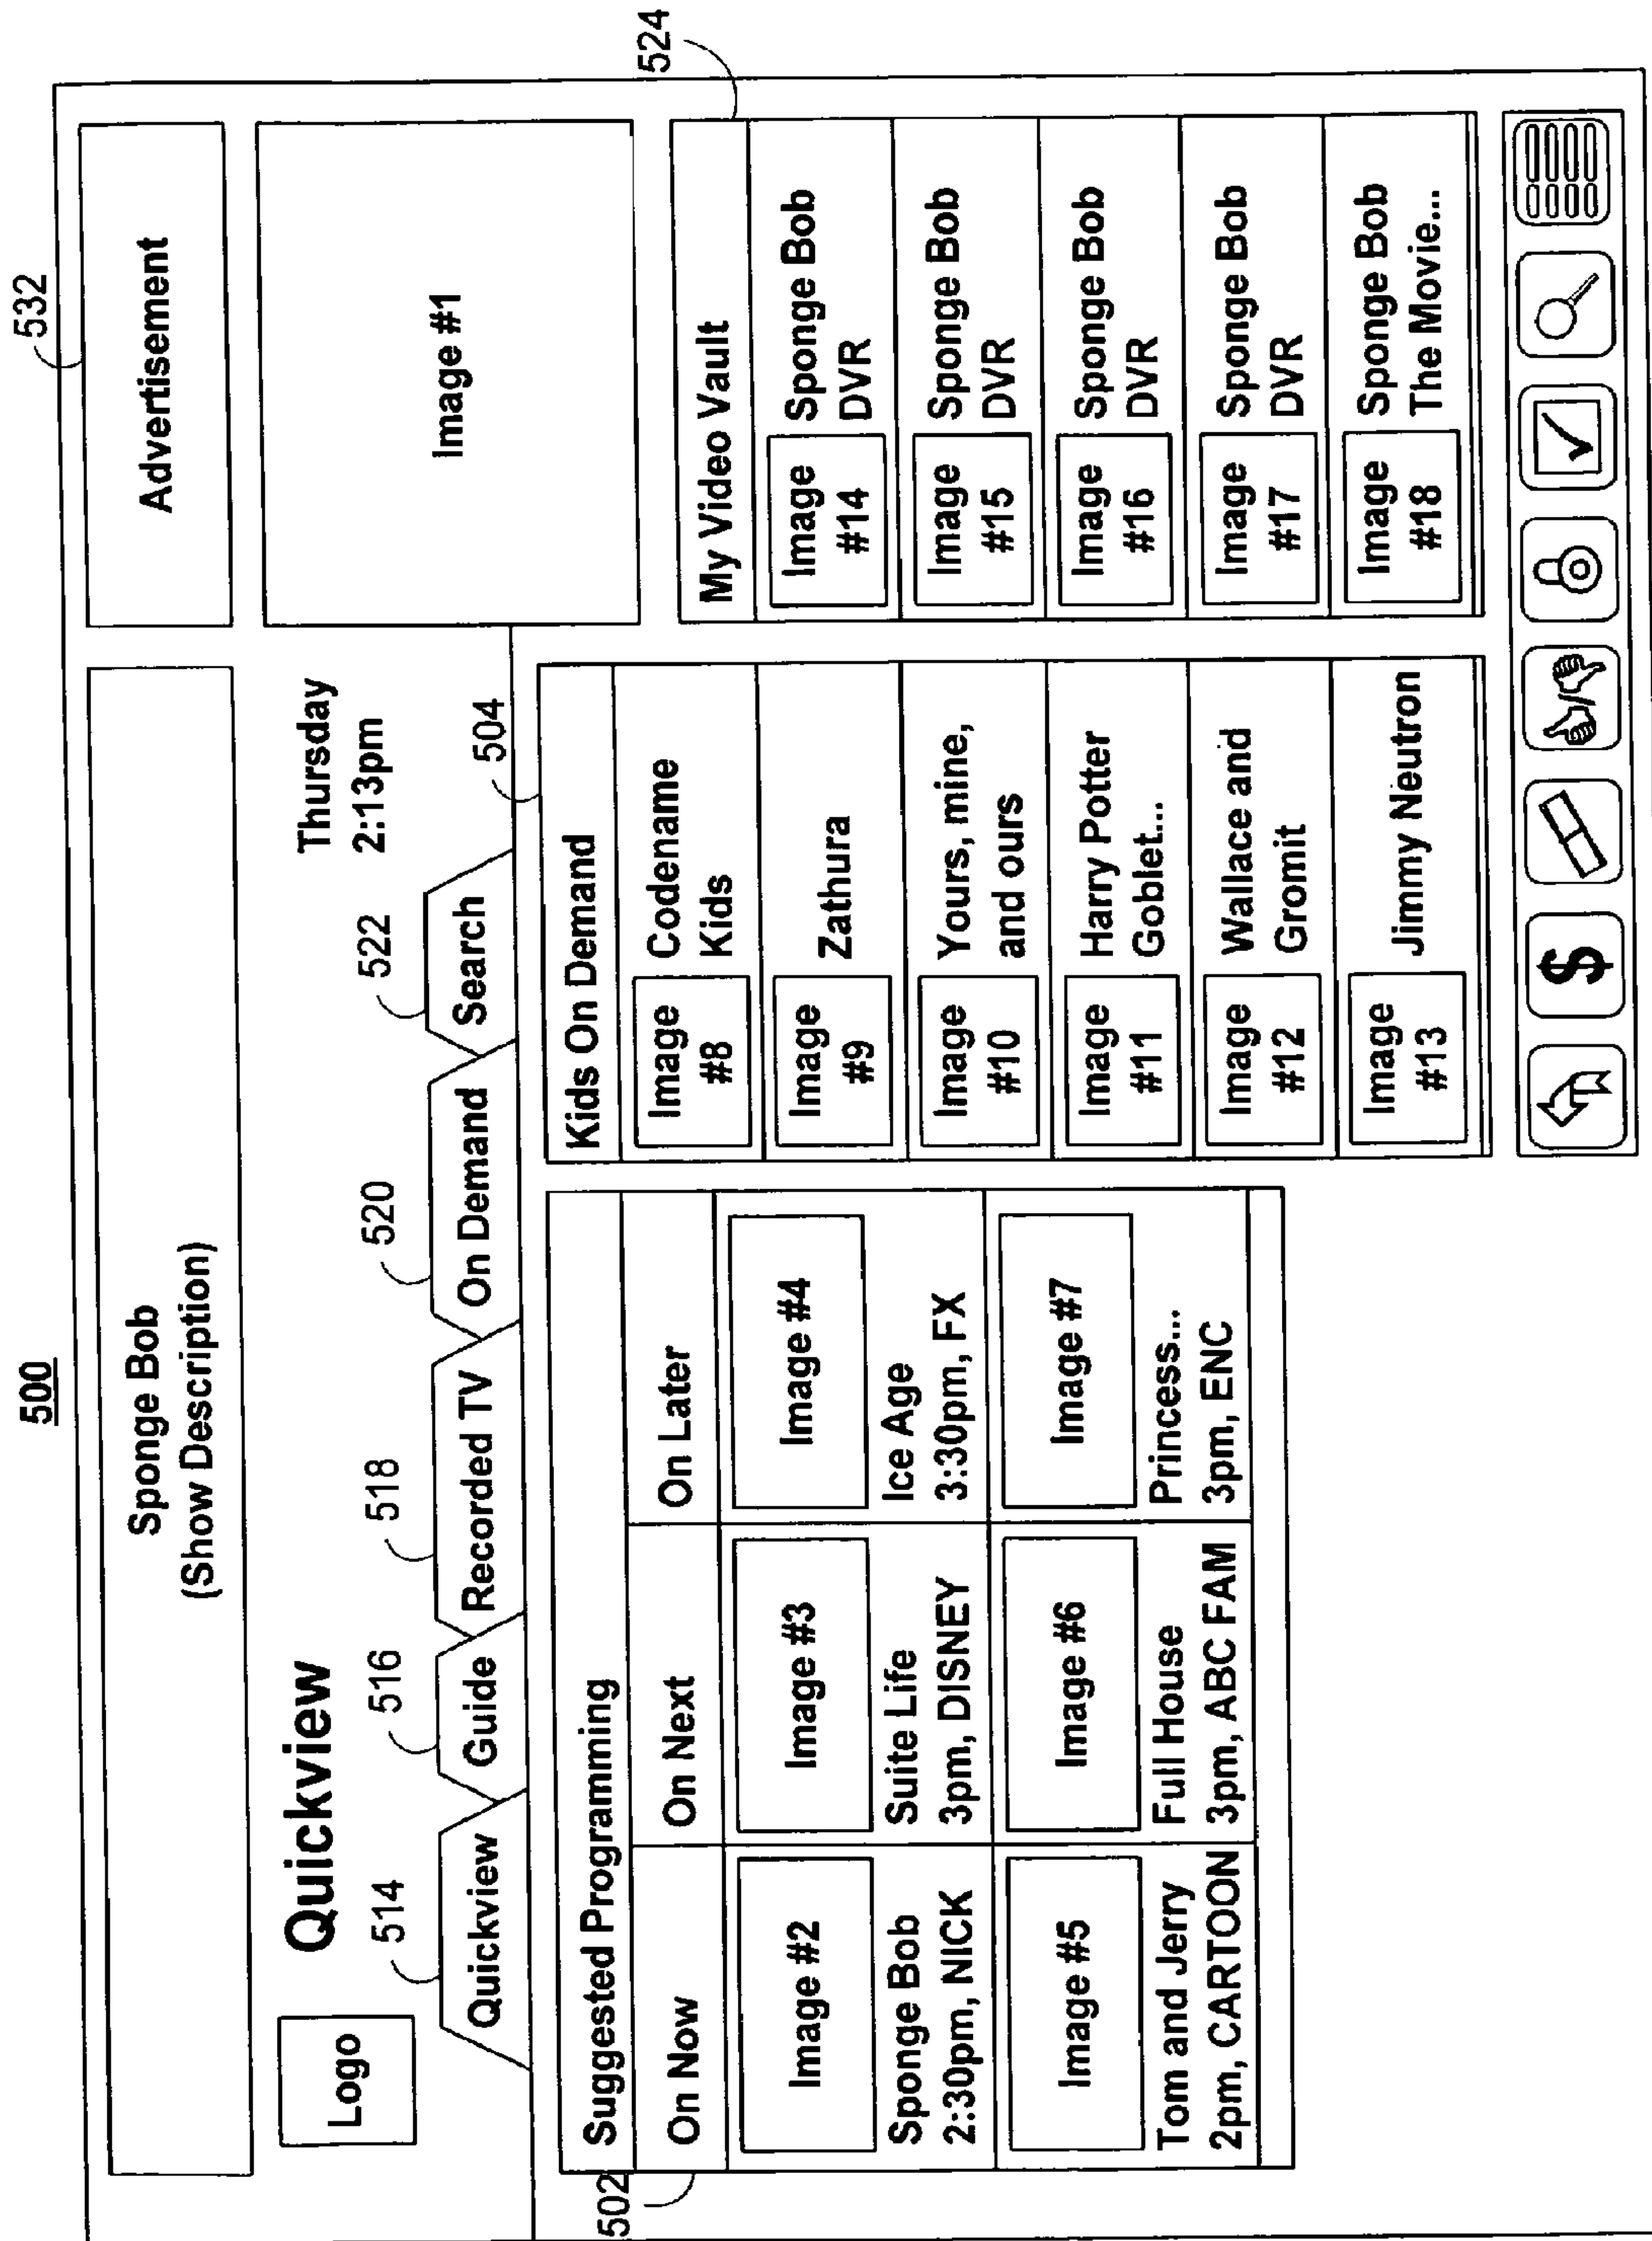 500
532
Sponge Bob
(Show Description)
Advertisement
Logo
Quickview
Thursday
2:13pm
Image #1
514
516
518
520
522
504
Quickview
Guide
Recorded TV
On Demand
Search
502
Suggested Programming
On Now
On Next
On Later
Image #2
Image #3
Image #4
Sponge Bob
2:30pm, NICK
Suite Life
3pm, DISNEY
Ice Age
3:30pm, FX
Image #5
Image #6
Image #7
Tom and Jerry
2pm, CARTOON
Full House
3pm, ABC FAM
Princess...
3pm, ENC
Kids On Demand
Image
#8
Codename
Kids
Image
#9
Zathura
Image
#10
Yours, mine,
and ours
Image
#11
Harry Potter
Goblet...
Image
#12
Wallace and
Gromit
Image
#13
Jimmy Neutron
524
My Video Vault
Image
#14
Sponge Bob
DVR
Image
#15
Sponge Bob
DVR
Image
#16
Sponge Bob
DVR
Image
#17
Sponge Bob
DVR
Image
#18
Sponge Bob
The Movie...
$